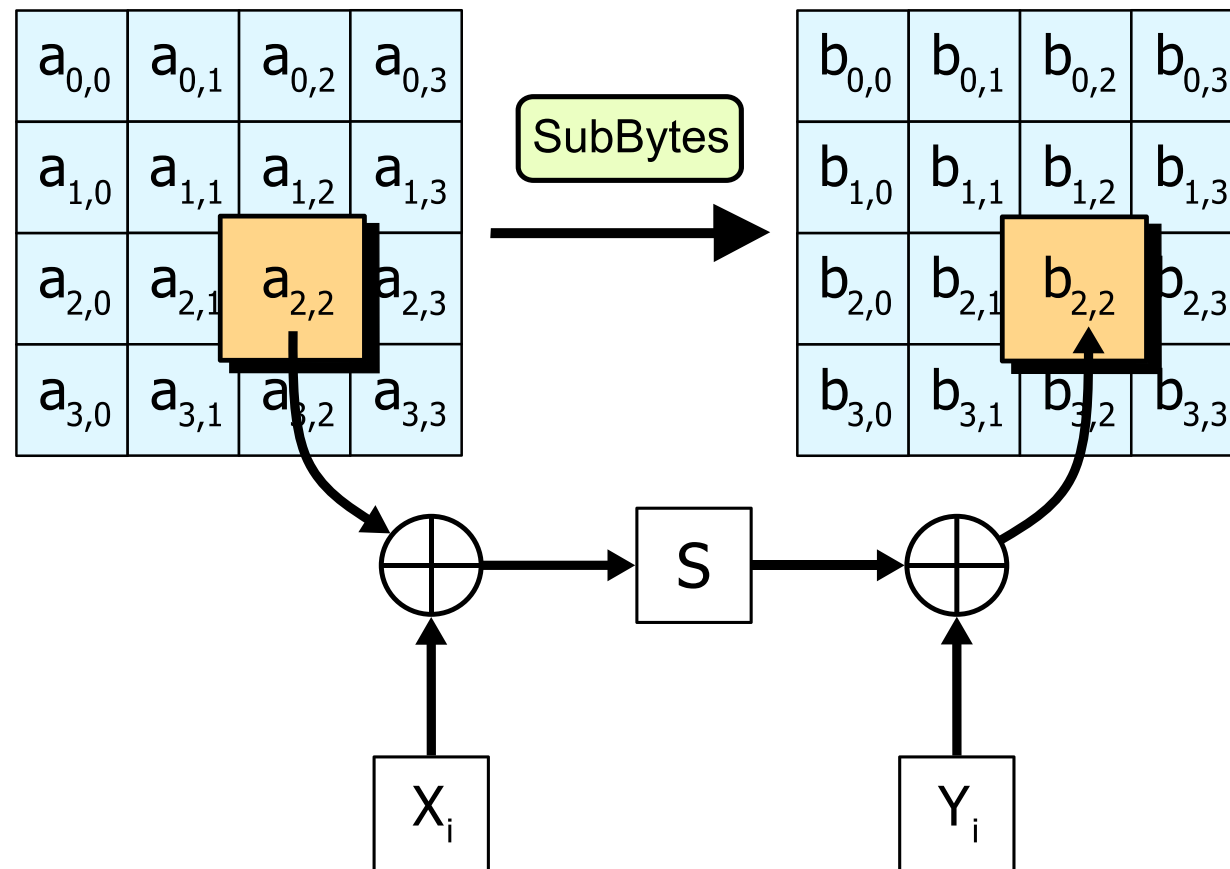 a0,0 a0,1 a0,2 a0,3
b0,0 b0,1 b0,2 b0,3
SubBytes
a1,0 a1,1 a1,2 a1,3
b1,0 b1,1 b1,2 b1,3
a2,0 a2,1 a2,2 a2,3
b2,0 b2,1 b2,2 b2,3
a3,0 a3,1 a3,2 a3,3
b3,0 b3,1 b3,2 b3,3
S
Xi
Yi